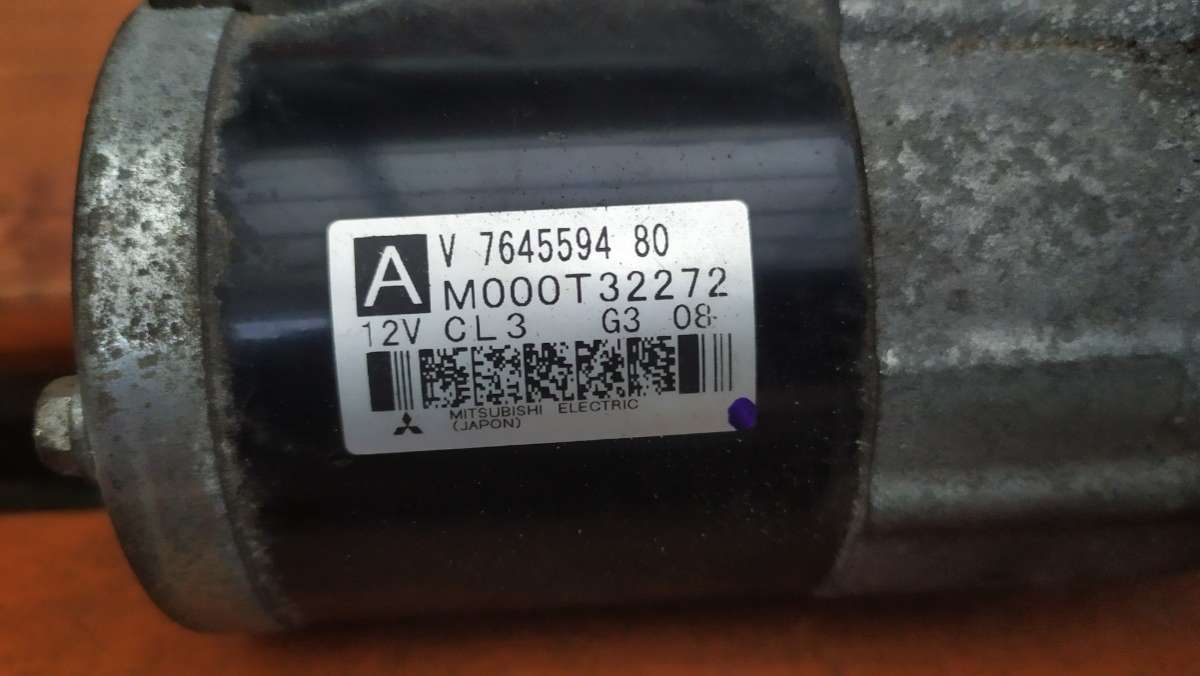 A
V 7645594 80
M000T32272
12V CL3 G3 08
MITSUBISHI ELECTRIC
(JAPON)